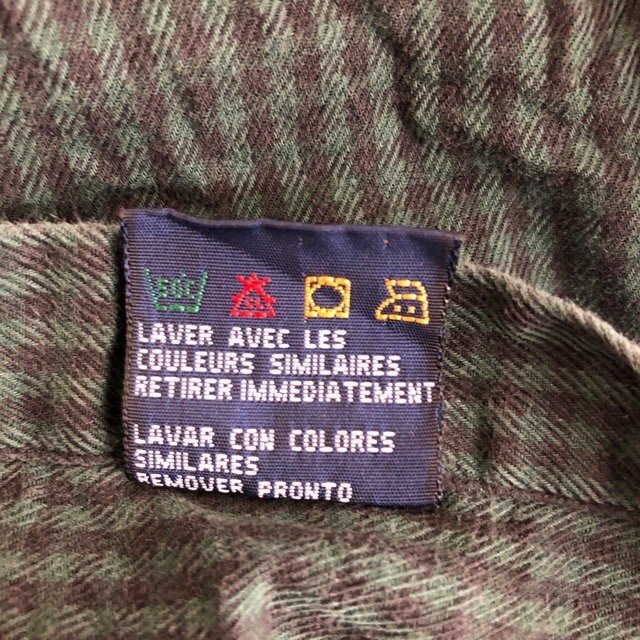 LAVER AVEC LES
COULEURS SIMILAIRES
RETIRER IMMEDIATEMENT
LAVAR CON COLORES
SIMILARES
REMOVER PRONTO